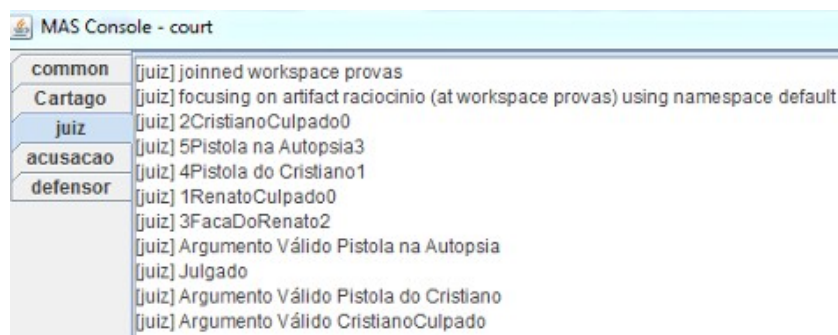 MAS Console - court
common
Cartago
juiz
acusacao
defensor
[juiz] joinned workspace provas
[juiz] focusing on artifact raciocinio (at workspace provas) using namespace default
[juiz] 2CristianoCulpado0
[juiz] 5Pistola na Autopsia3
[juiz] 4Pistola do Cristiano1
[juiz] 1RenatoCulpado0
[juiz] 3FacaDoRenato2
[juiz] Argumento Válido Pistola na Autopsia
[juiz] Julgado
[juiz] Argumento Válido Pistola do Cristiano
[juiz] Argumento Válido CristianoCulpado